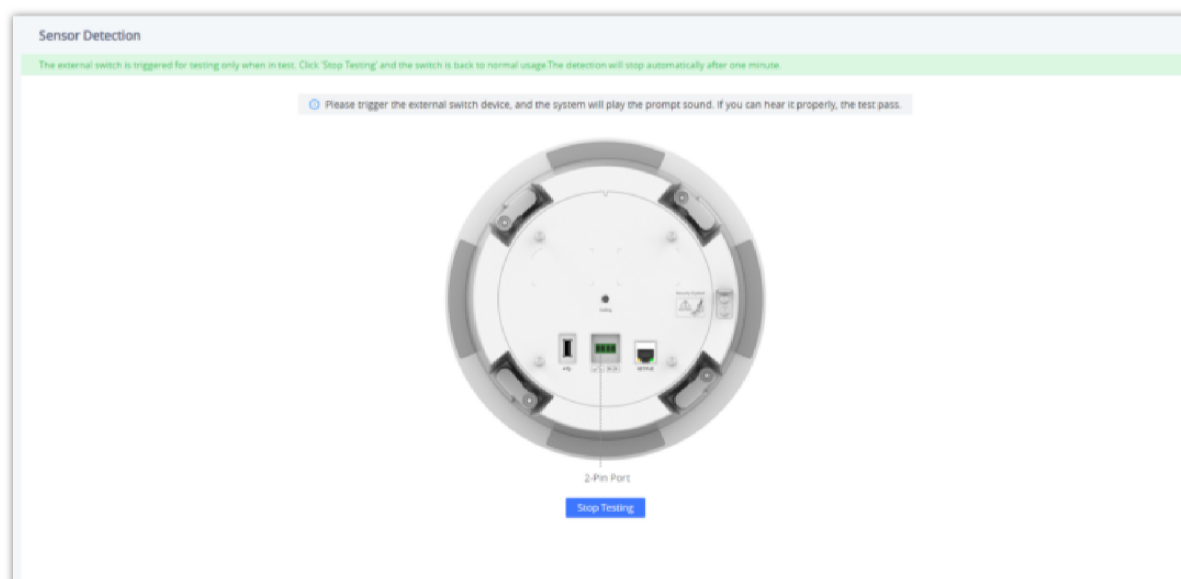 Sensor Detection
The external switch is triggered for testing only when in test. Click 'Stop Testing' and the switch is back to normal usage.The detection will stop automatically after one minute.
Please trigger the external switch device, and the system will play the prompt sound. If you can hear it properly, the test pass.
2-Pin Port
Stop Testing